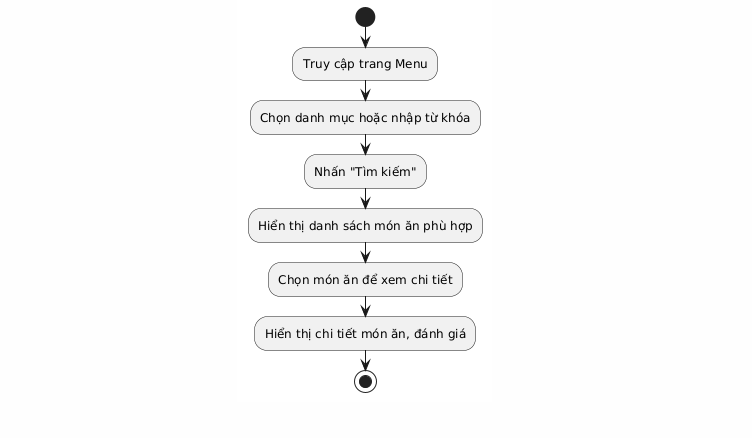 Truy cập trang Menu
Chọn danh mục hoặc nhập từ khóa
Nhấn "Tìm kiếm"
Hiển thị danh sách món ăn phù hợp
Chọn món ăn để xem chi tiết
Hiển thị chi tiết món ăn, đánh giá